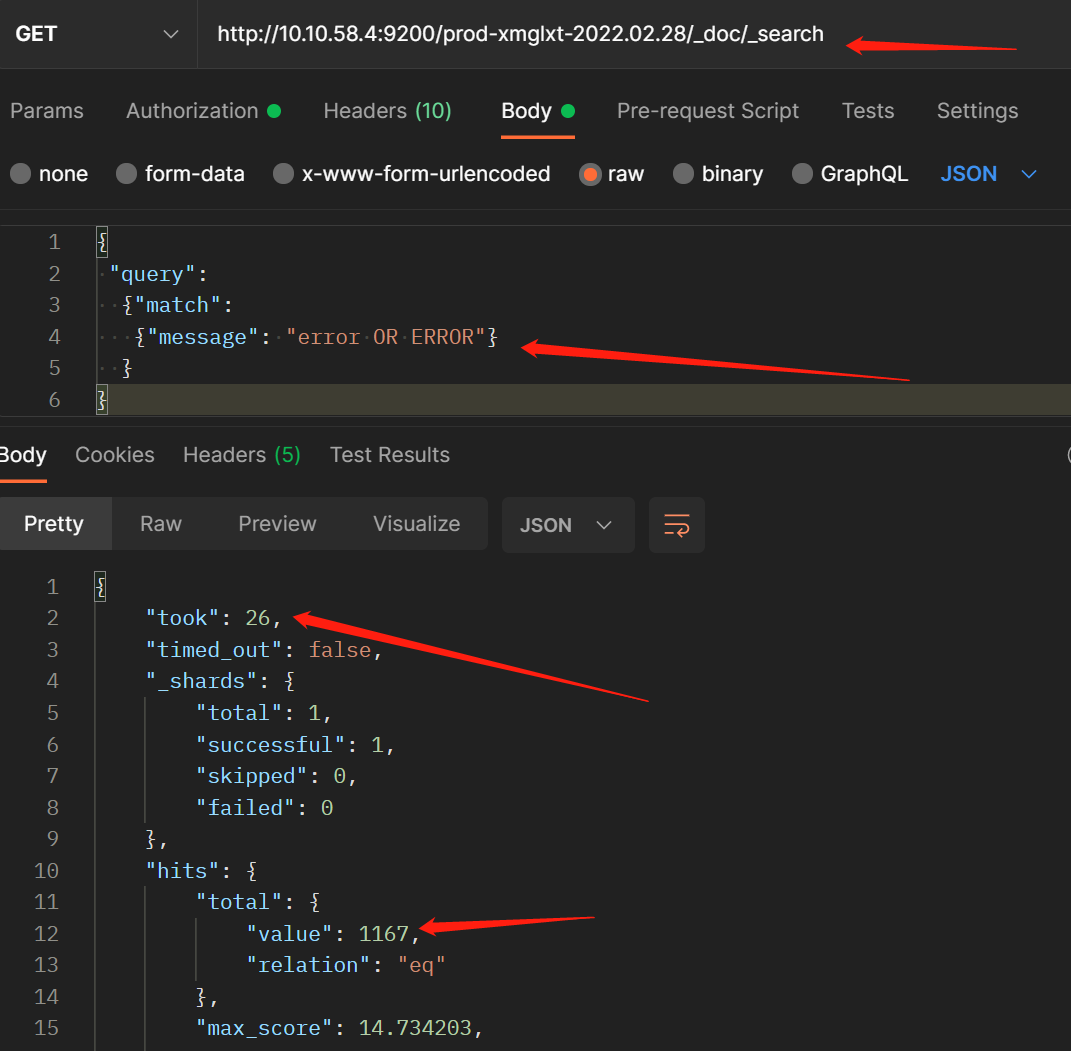 GET http://10.10.58.4:9200/prod-xmglxt-2022.02.28/_doc/_search
Params Authorization Headers (10) Body Pre-request Script Tests Settings
none form-data x-www-form-urlencoded raw binary GraphQL JSON
1 {
2 "query":
3 {"match":
4 {"message": "error OR ERROR"}
5 }
6 }
Body Cookies Headers (5) Test Results
Pretty Raw Preview Visualize JSON
1 {
2 "took": 26,
3 "timed_out": false,
4 "_shards": {
5 "total": 1,
6 "successful": 1,
7 "skipped": 0,
8 "failed": 0
9 },
10 "hits": {
11 "total": {
12 "value": 1167,
13 "relation": "eq"
14 },
15 "max_score": 14.734203,